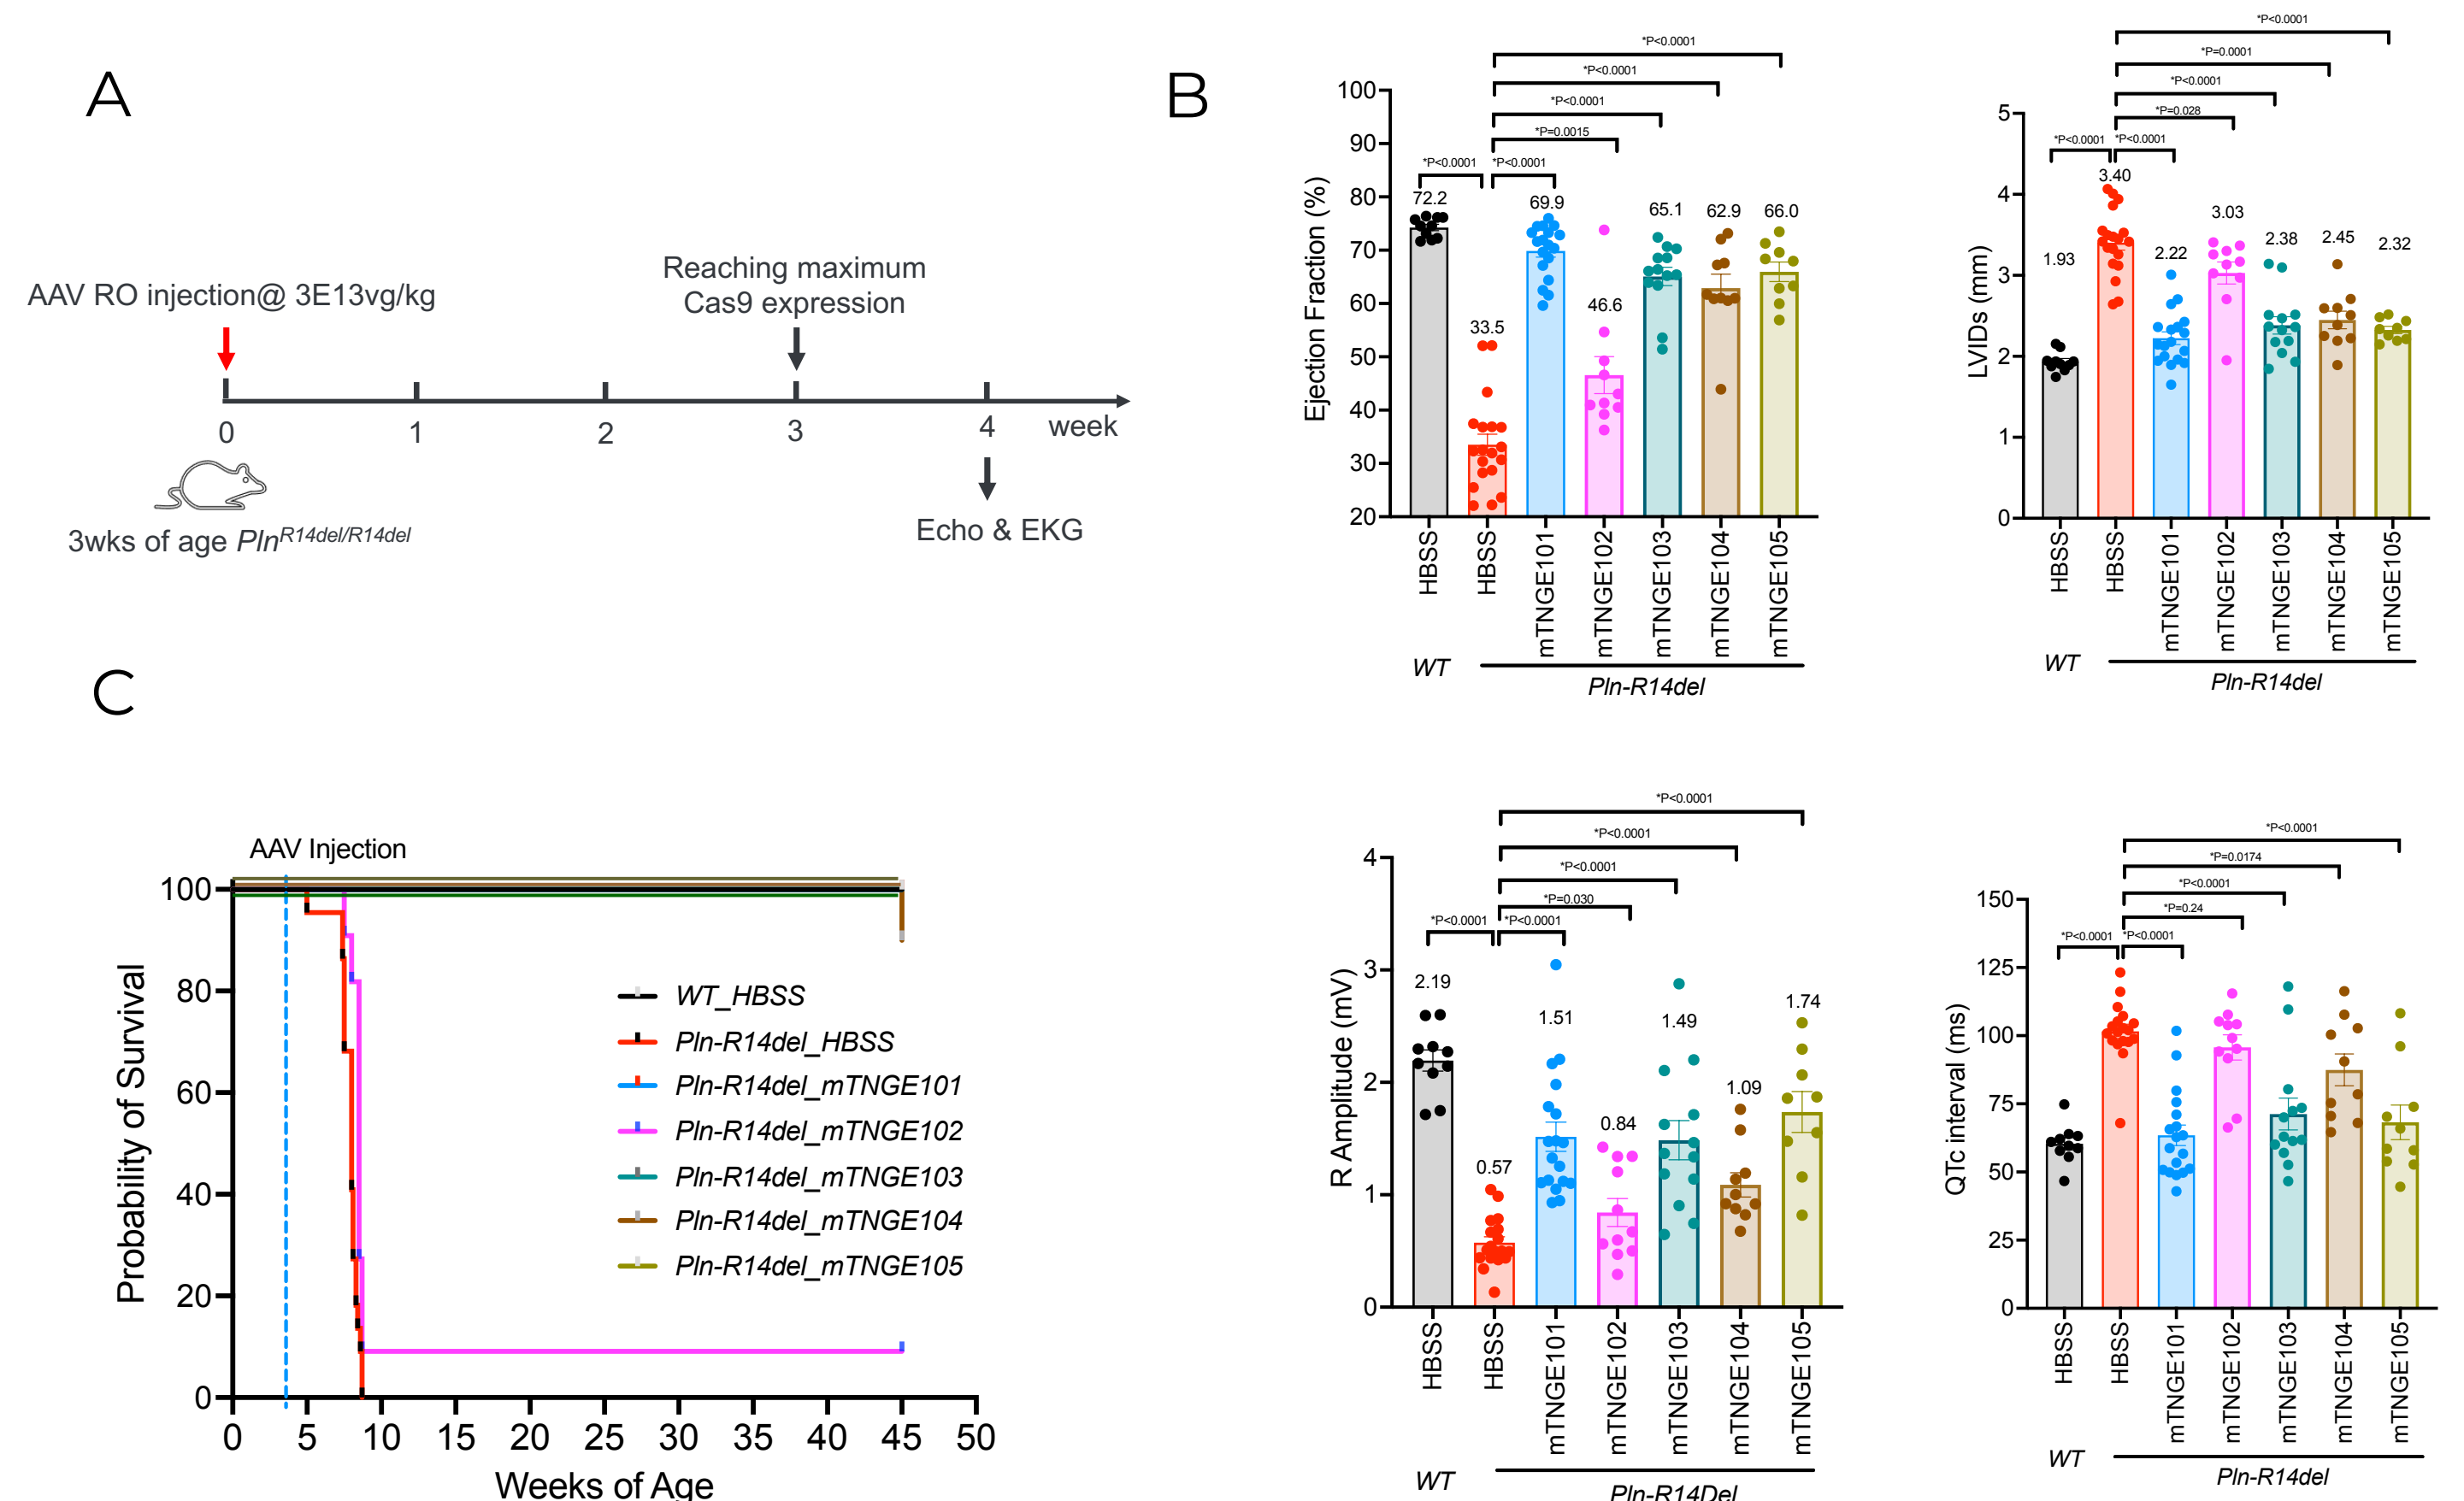 A
AAV RO injection@ 3E13vg/kg
Reaching maximum
Cas9 expression
0
1
2
3
4
week
3wks of age PlnR14del/R14del
Echo & EKG
B
*P<0.0001
*P<0.0001
*P<0.0001
*P=0.0015
*P<0.0001
*P<0.0001
Ejection Fraction (%)
100
90
80
70
60
50
40
30
20
72.2
33.5
69.9
46.6
65.1
62.9
66.0
HBSS
HBSS
mTNGE101
mTNGE102
mTNGE103
mTNGE104
mTNGE105
WT
Pln-R14del
*P<0.0001
*P=0.0001
*P<0.0001
*P=0.028
*P<0.0001
*P<0.0001
LVIDs (mm)
5
4
3
2
1
0
1.93
3.40
2.22
3.03
2.38
2.45
2.32
HBSS
HBSS
mTNGE101
mTNGE102
mTNGE103
mTNGE104
mTNGE105
WT
Pln-R14del
*P<0.0001
*P<0.0001
*P<0.0001
*P=0.030
*P<0.0001
*P<0.0001
R Amplitude (mV)
4
3
2
1
0
2.19
0.57
1.51
0.84
1.49
1.09
1.74
HBSS
HBSS
mTNGE101
mTNGE102
mTNGE103
mTNGE104
mTNGE105
WT
Pln-R14Del
*P<0.0001
*P=0.0174
*P<0.0001
*P=0.24
*P<0.0001
*P<0.0001
QTc interval (ms)
150
125
100
75
50
25
0
HBSS
HBSS
mTNGE101
mTNGE102
mTNGE103
mTNGE104
mTNGE105
WT
Pln-R14del
C
AAV Injection
Probability of Survival
100
80
60
40
20
0
WT_HBSS
Pln-R14del_HBSS
Pln-R14del_mTNGE101
Pln-R14del_mTNGE102
Pln-R14del_mTNGE103
Pln-R14del_mTNGE104
Pln-R14del_mTNGE105
0
5
10
15
20
25
30
35
40
45
50
Weeks of Age